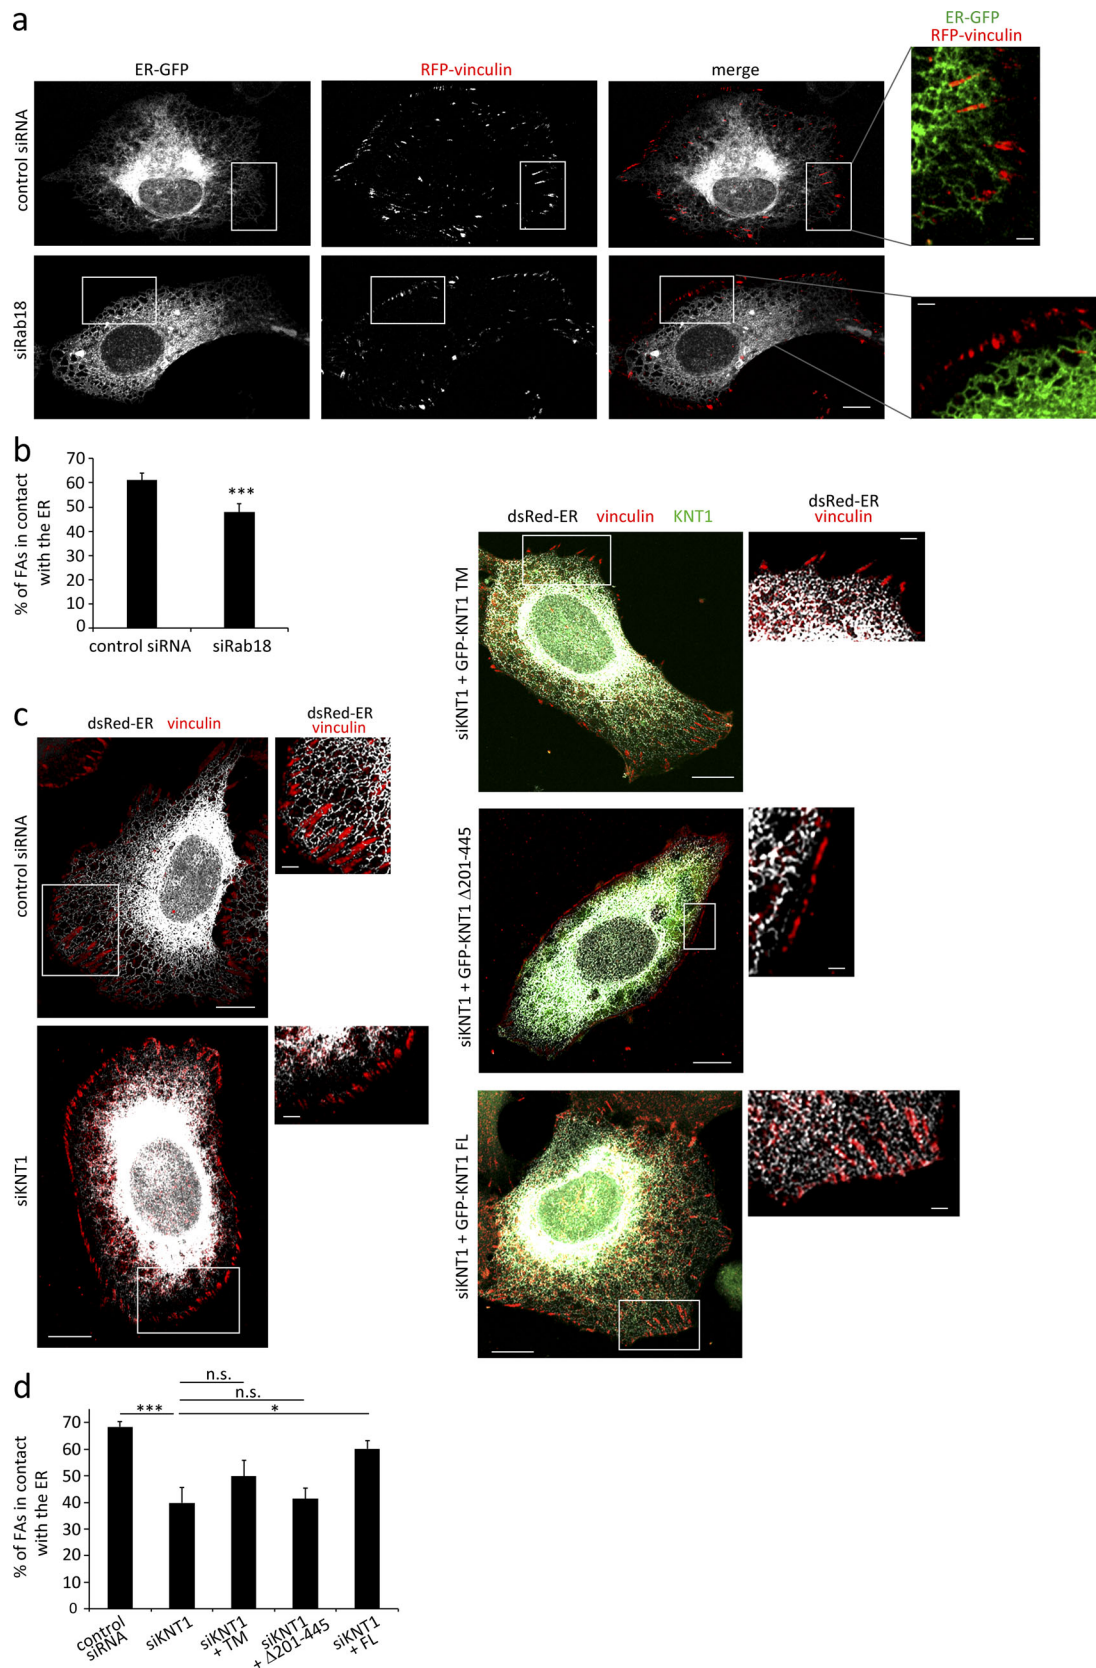 a
ER-GFP
RFP-vinculin
merge
ER-GFP
RFP-vinculin
control siRNA
siRab18
b
% of FAs in contact
with the ER
70
60
50
40
30
20
10
0
***
control siRNA
siRab18
c
dsRed-ER vinculin
dsRed-ER
vinculin
control siRNA
siKNT1
dsRed-ER vinculin KNT1
dsRed-ER
vinculin
siKNT1 + GFP-KNT1 TM
siKNT1 + GFP-KNT1 Δ201-445
siKNT1 + GFP-KNT1 FL
d
% of FAs in contact
with the ER
70
60
50
40
30
20
10
0
n.s.
n.s.
***
*
control
siRNA
siKNT1
siKNT1
+ TM
siKNT1
+ Δ201-445
siKNT1
+ FL